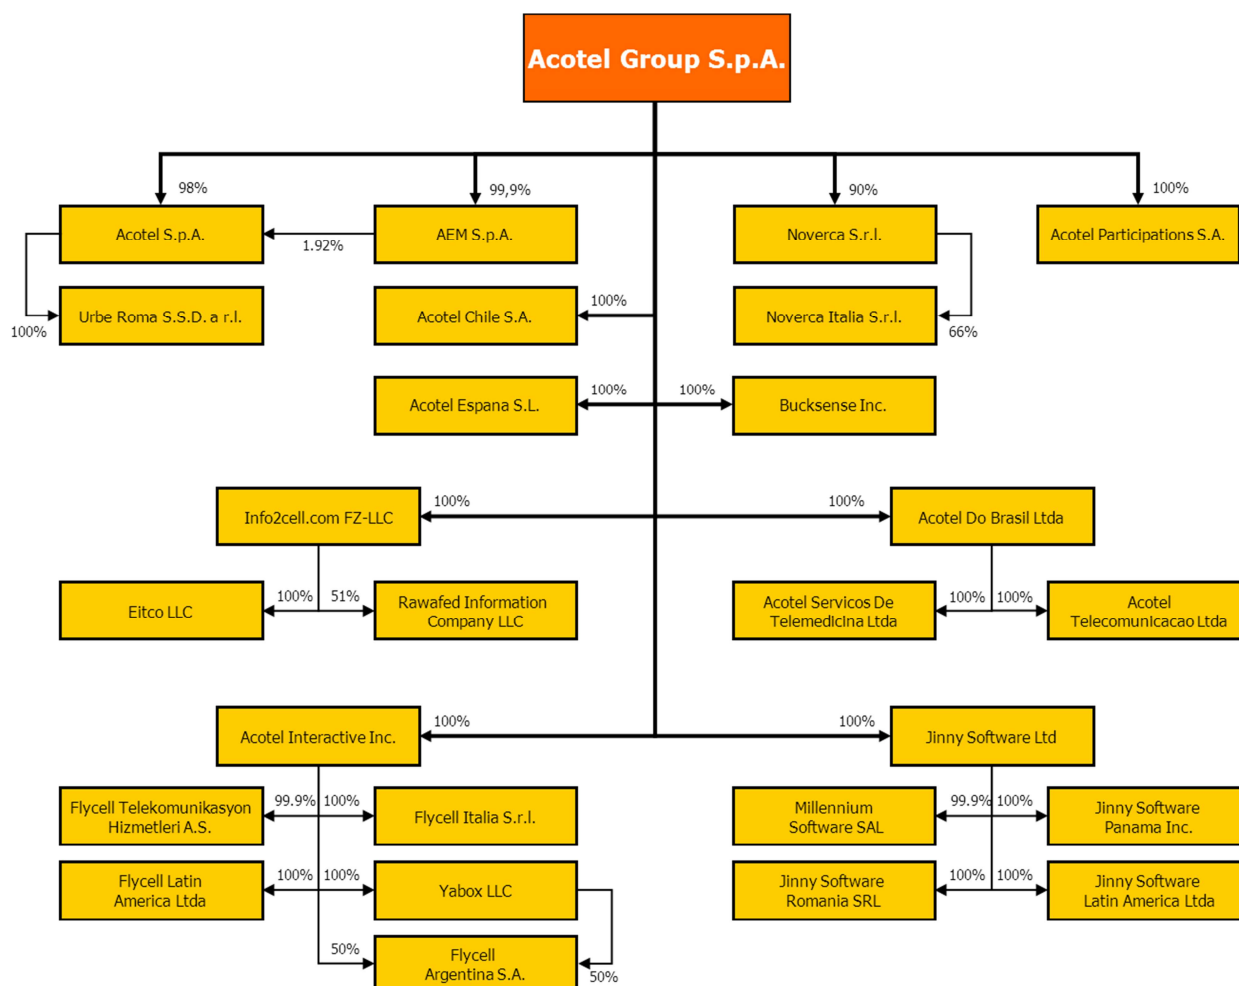 Acotel Group S.p.A.
98%
99,9%
90%
100%
Acotel S.p.A.
1.92%
AEM S.p.A.
Noverca S.r.l.
Acotel Participations S.A.
100%
Urbe Roma S.S.D. a r.l.
Acotel Chile S.A.
100%
Noverca Italia S.r.l.
66%
Acotel Espana S.L.
100%
100%
Bucksense Inc.
Info2cell.com FZ-LLC
100%
100%
Acotel Do Brasil Ltda
Eitco LLC
100%
51%
Rawafed Information
Company LLC
Acotel Servicos De
Telemedicina Ltda
100%
100%
Acotel
Telecomunicacao Ltda
Acotel Interactive Inc.
100%
100%
Jinny Software Ltd
Flycell Telekomunikasyon
Hizmetleri A.S.
99.9%
100%
Flycell Italia S.r.l.
Millennium
Software SAL
99.9%
100%
Jinny Software
Panama Inc.
Flycell Latin
America Ltda
100%
100%
Yabox LLC
Jinny Software
Romania SRL
100%
100%
Jinny Software
Latin America Ltda
50%
Flycell
Argentina S.A.
50%